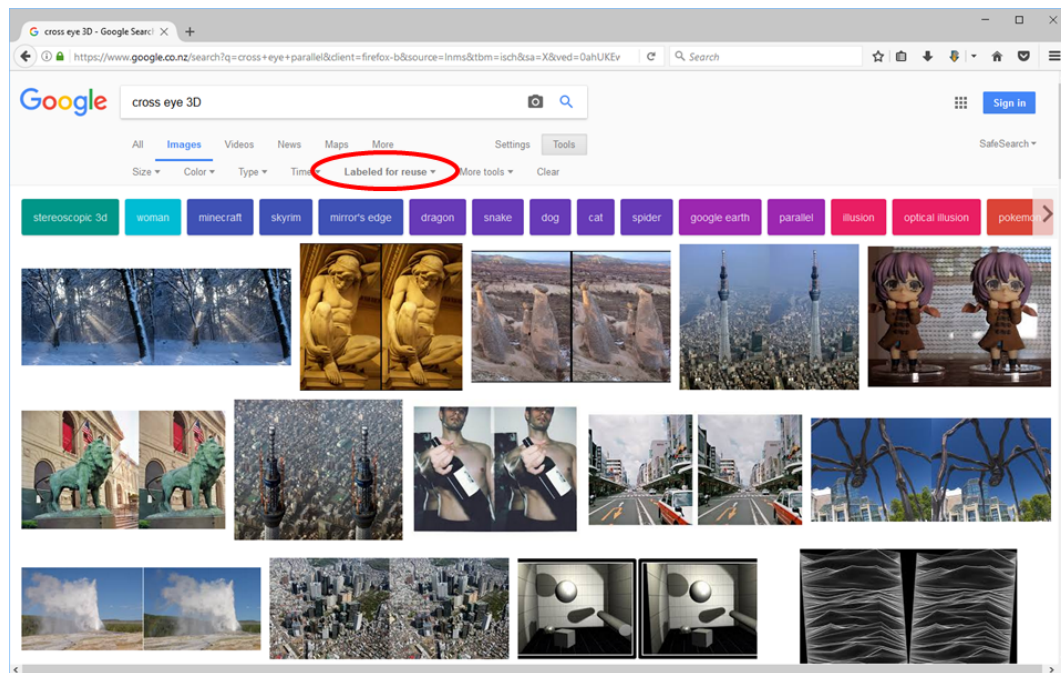 cross eye 3D - Google Searcl
https://www.google.co.nz/search?q=cross+eye+parallel&client=firefox-b&source=lnms&tbm=isch&sa=X&ved=0ahUKEv
Search
Google
cross eye 3D
Sign in
All Images Videos News Maps More Settings Tools SafeSearch
Size Color Type Time Labeled for reuse More tools Clear
stereoscopic 3d woman minecraft skyrim mirror's edge dragon snake dog cat spider google earth parallel illusion optical illusion pokemon